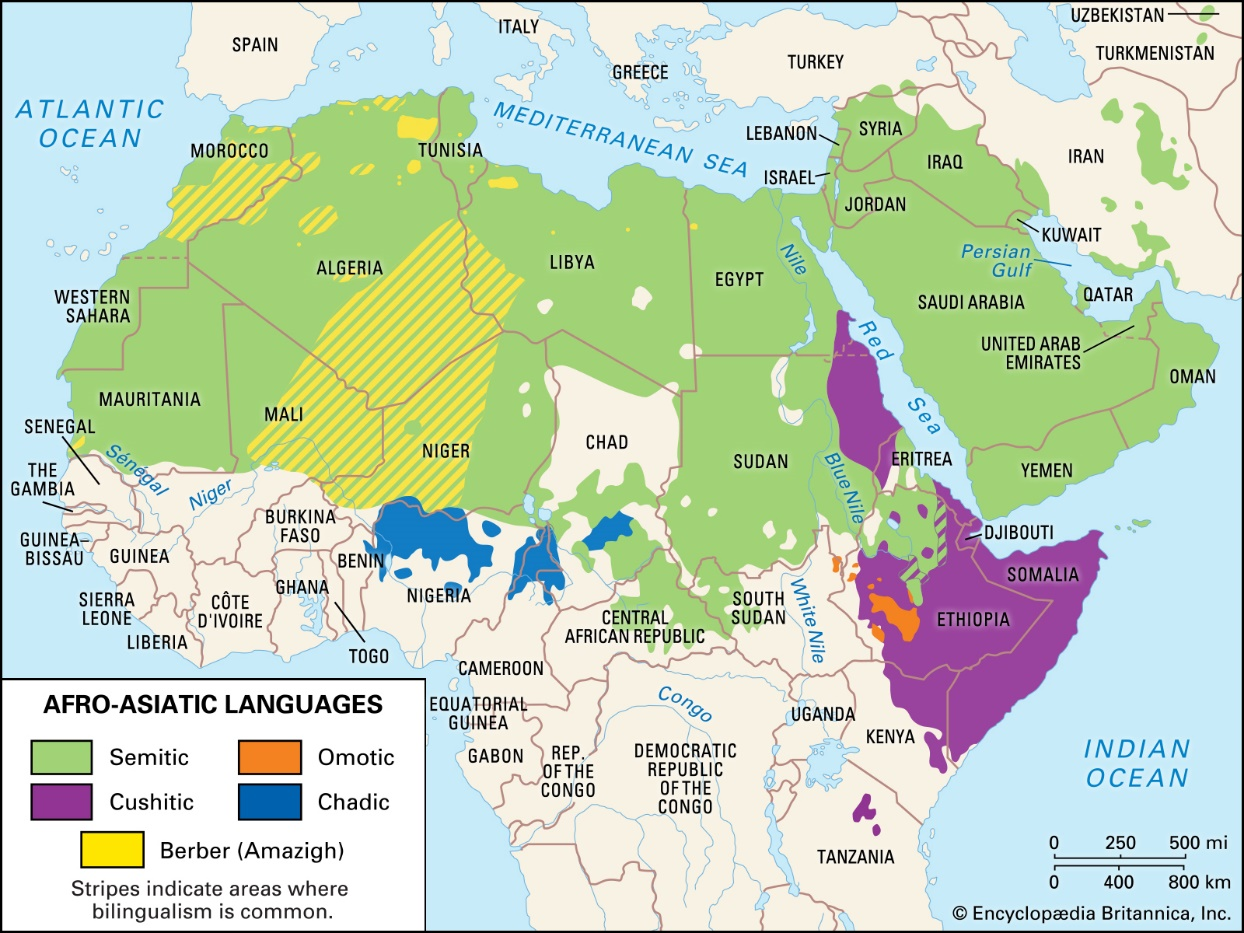 UZBEKISTAN
ITALY
SPAIN
TURKMENISTAN
GREECE
TURKEY
ATLANTIC
OCEAN
MEDITERRANEAN SEA
LEBANON
SYRIA
MOROCCO
TUNISIA
IRAQ
IRAN
ISRAEL
JORDAN
KUWAIT
Nile
Persian
Gulf
ALGERIA
LIBYA
EGYPT
QATAR
WESTERN
SAHARA
SAUDI ARABIA
Red
Sea
UNITED ARAB
EMIRATES
OMAN
MAURITANIA
MALI
SENEGAL
NIGER
CHAD
SUDAN
ERITREA
YEMEN
Sénégal
THE
GAMBIA
Niger
Blue Nile
BURKINA
FASO
DJIBOUTI
GUINEA–
BISSAU
GUINEA
BENIN
SOMALIA
GHANA
NIGERIA
SIERRA
LEONE
CÔTE
D'IVOIRE
SOUTH
SUDAN
White Nile
ETHIOPIA
CENTRAL
AFRICAN REPUBLIC
LIBERIA
TOGO
CAMEROON
EQUATORIAL
GUINEA
Congo
UGANDA
KENYA
GABON
REP.
OF THE
CONGO
DEMOCRATIC
REPUBLIC
OF THE
CONGO
INDIAN
OCEAN
TANZANIA
AFRO-ASIATIC LANGUAGES
Semitic
Omotic
Cushitic
Chadic
Berber (Amazigh)
Stripes indicate areas where
bilingualism is common.
0 250 500 mi
0 400 800 km
© Encyclopædia Britannica, Inc.